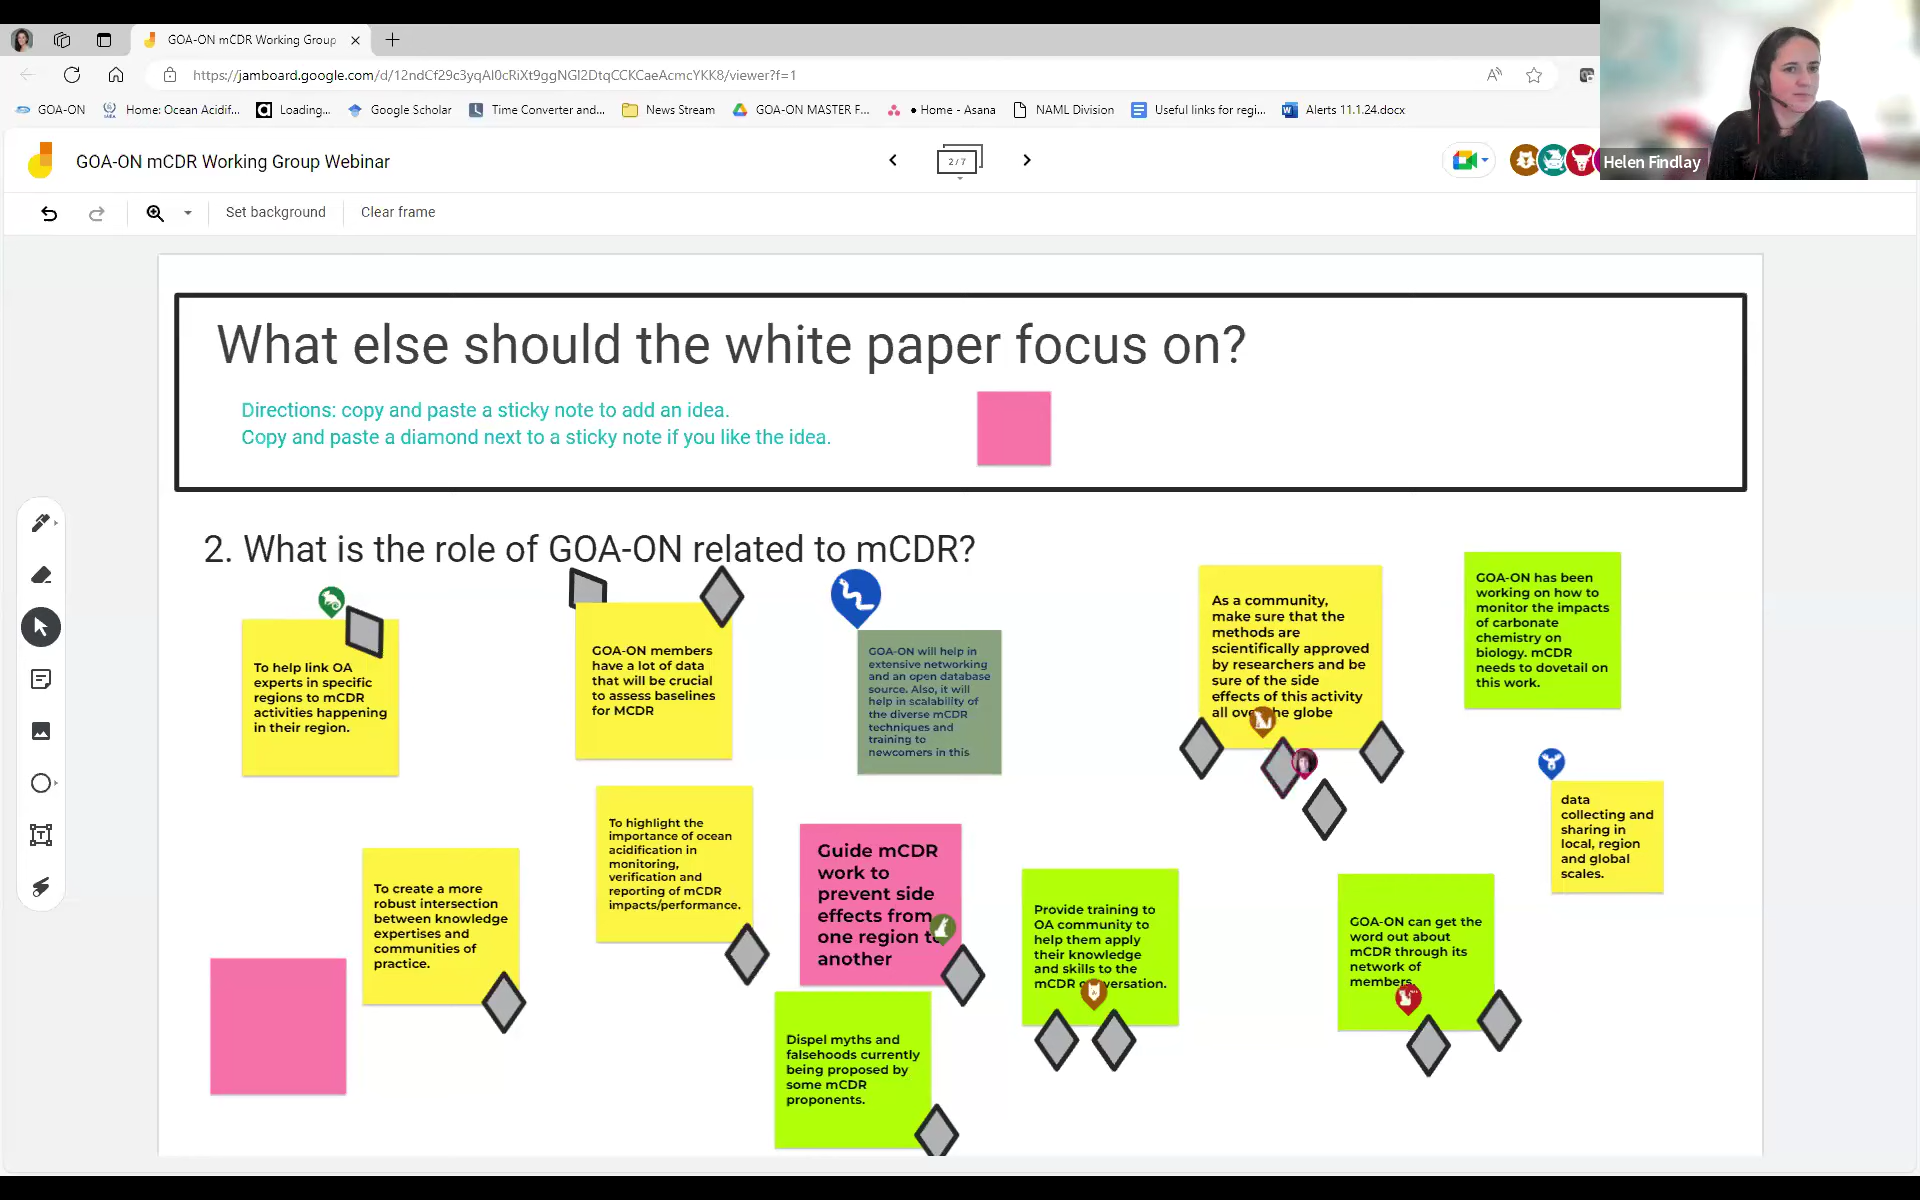 GOA-ON mCDR Working Group
https://jamboard.google.com/d/12ndCf29c3yqAl0cRiXt9ggNGl2DtqCCKCaeAcmcYKK8/viewer?f=1
GOA-ON
Home: Ocean Acidif...
Loading...
Google Scholar
Time Converter and...
News Stream
GOA-ON MASTER F...
• Home - Asana
NAML Division
Useful links for regi...
Alerts 11.1.24.docx
GOA-ON mCDR Working Group Webinar
2 / 7
Helen Findlay
Set background
Clear frame
What else should the white paper focus on?
Directions: copy and paste a sticky note to add an idea.
Copy and paste a diamond next to a sticky note if you like the idea.
2. What is the role of GOA-ON related to mCDR?
To help link OA
experts in specific
regions to mCDR
activities happening
in their region.
GOA-ON members
have a lot of data
that will be crucial
to assess baselines
for MCDR
GOA-ON will help in
extensive networking
and an open database
source. Also, it will
help in scalability of
the diverse mCDR
techniques and
training to
newcomers in this
As a community,
make sure that the
methods are
scientifically approved
by researchers and be
sure of the side
effects of this activity
all over the globe
GOA-ON has been
working on how to
monitor the impacts
of carbonate
chemistry on
biology. mCDR
needs to dovetail on
this work.
data
collecting and
sharing in
local, region
and global
scales.
To create a more
robust intersection
between knowledge
expertises and
communities of
practice.
To highlight the
importance of ocean
acidification in
monitoring,
verification and
reporting of mCDR
impacts/performance.
Guide mCDR
work to
prevent side
effects from
one region to
another
Provide training to
OA community to
help them apply
their knowledge
and skills to the
mCDR conversation.
GOA-ON can get the
word out about
mCDR through its
network of
members.
Dispel myths and
falsehoods currently
being proposed by
some mCDR
proponents.